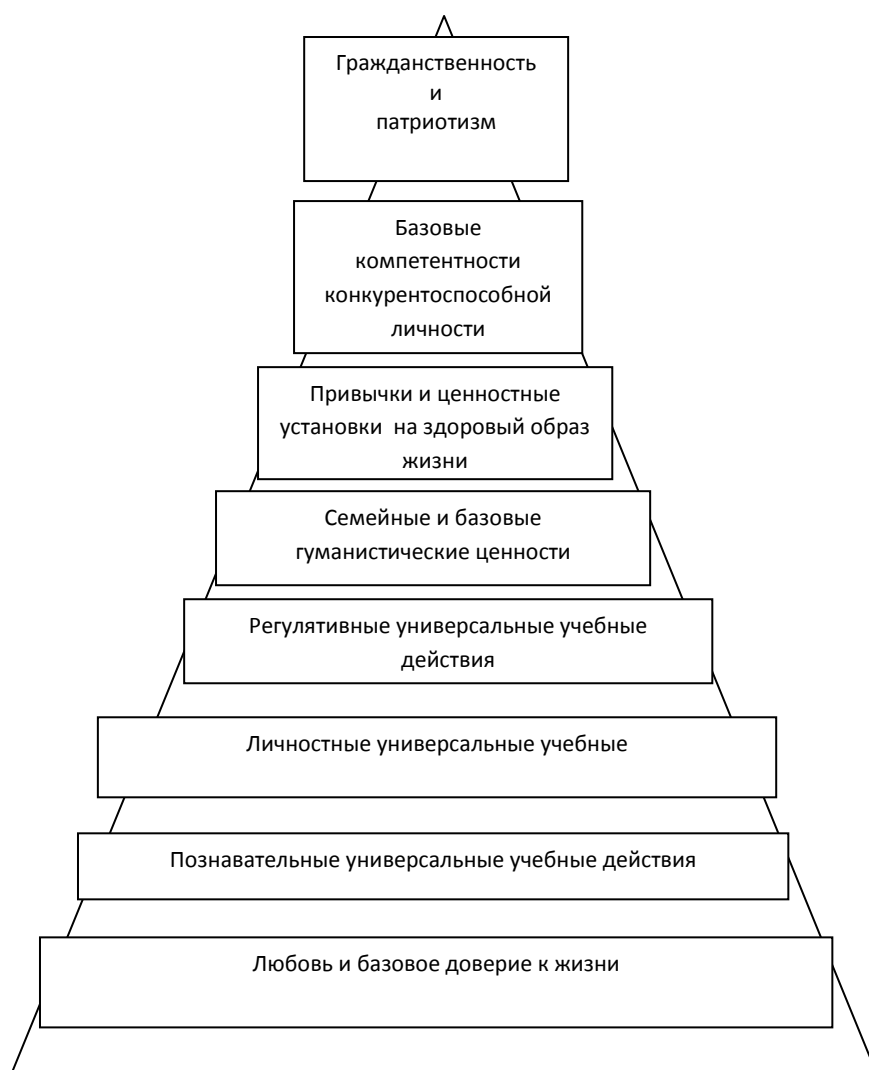 Гражданственность
и
патриотизм
Базовые
компетентности
конкурентоспособной
личности
Привычки и ценностные
установки на здоровый образ
жизни
Семейные и базовые
гуманистические ценности
Регулятивные универсальные учебные
действия
Личностные универсальные учебные
Познавательные универсальные учебные действия
Любовь и базовое доверие к жизни